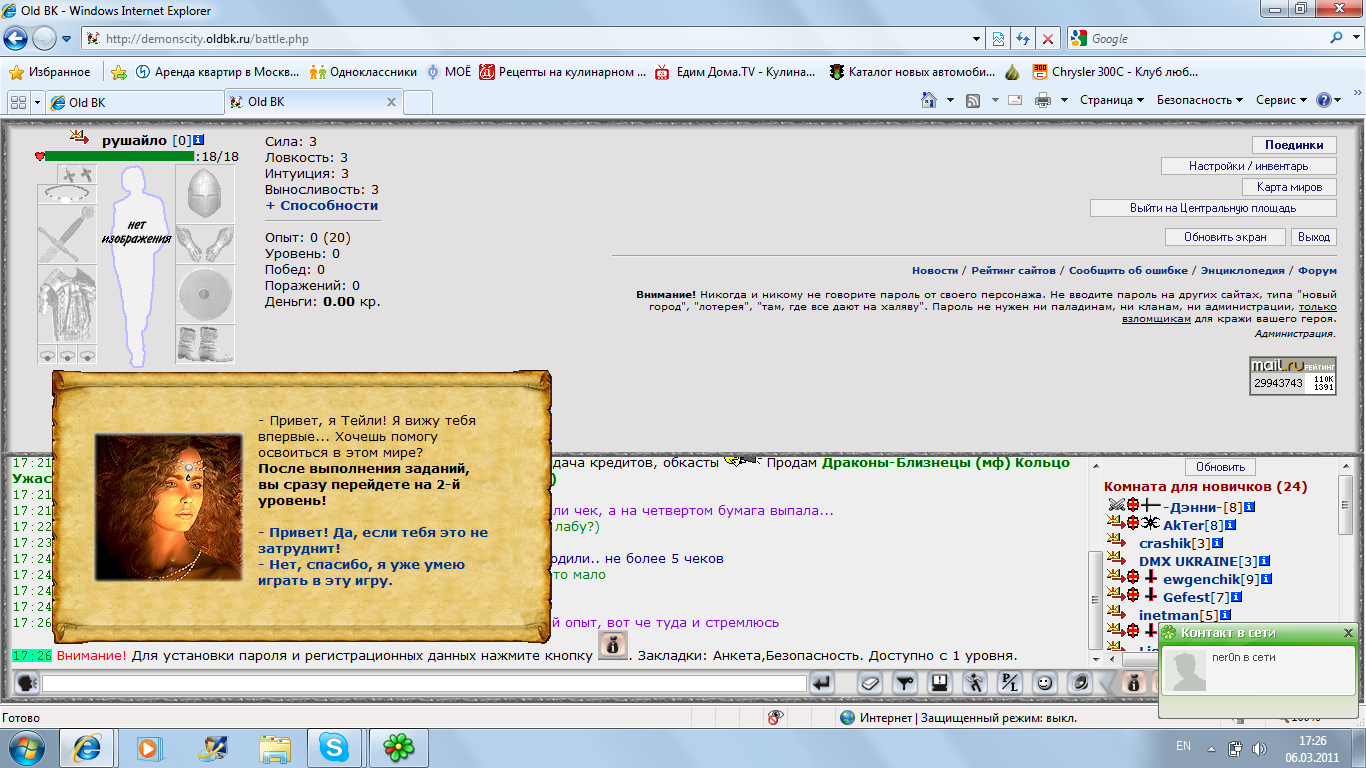 Old BK - Windows Internet Explorer
http://demonscity.oldbk.ru/battle.php
Google
Избранное
Аренда квартир в Москв...
Одноклассники
МОЁ
Рецепты на кулинарном ...
Едим Дома.TV - Кулина...
Каталог новых автомоби...
Chrysler 300C - Клуб люб...
Old BK
Old BK
Страница
Безопасность
Сервис
рушайло [0]
:18/18
нет
изображения
Сила: 3
Ловкость: 3
Интуиция: 3
Выносливость: 3
+ Способности
Опыт: 0 (20)
Уровень: 0
Побед: 0
Поражений: 0
Деньги: 0.00 кр.
Поединки
Настройки / инвентарь
Карта миров
Выйти на Центральную площадь
Обновить экран
Выход
Новости / Рейтинг сайтов / Сообщить об ошибке / Энциклопедия / Форум
Внимание! Никогда и никому не говорите пароль от своего персонажа. Не вводите пароль на других сайтах, типа "новый
город", "лотерея", "там, где все дают на халяву". Пароль не нужен ни паладинам, ни кланам, ни администрации, только
взломщикам для кражи вашего героя.
Администрация.
mail.ru РЕЙТИНГ
29943743
110K
1391
- Привет, я Тейли! Я вижу тебя
впервые... Хочешь помогу
освоиться в этом мире?
После выполнения заданий,
вы сразу перейдете на 2-й
уровень!
- Привет! Да, если тебя это не
затруднит!
- Нет, спасибо, я уже умею
играть в эту игру.
17:21
дача кредитов, обкасты
Продам Драконы-Близнецы (мф) Кольцо
Ужас
)
17:21
17:21
ли чек, а на четвертом бумага выпала...
17:22
лабу?)
17:23
17:24
одили.. не более 5 чеков
17:24
то мало
17:24
17:24
17:26
й опыт, вот че туда и стремлюсь
17:26 Внимание! Для установки пароля и регистрационных данных нажмите кнопку
. Закладки: Анкета,Безопасность. Доступно с 1 уровня.
Обновить
Комната для новичков (24)
-Дэнни-[8]
AkTer[8]
crashik[3]
DMX UKRAINE[3]
ewgenchik[9]
Gefest[7]
inetman[5]
Контакт в сети
ner0n в сети
P/L
Готово
Интернет | Защищенный режим: выкл.
EN
17:26
06.03.2011